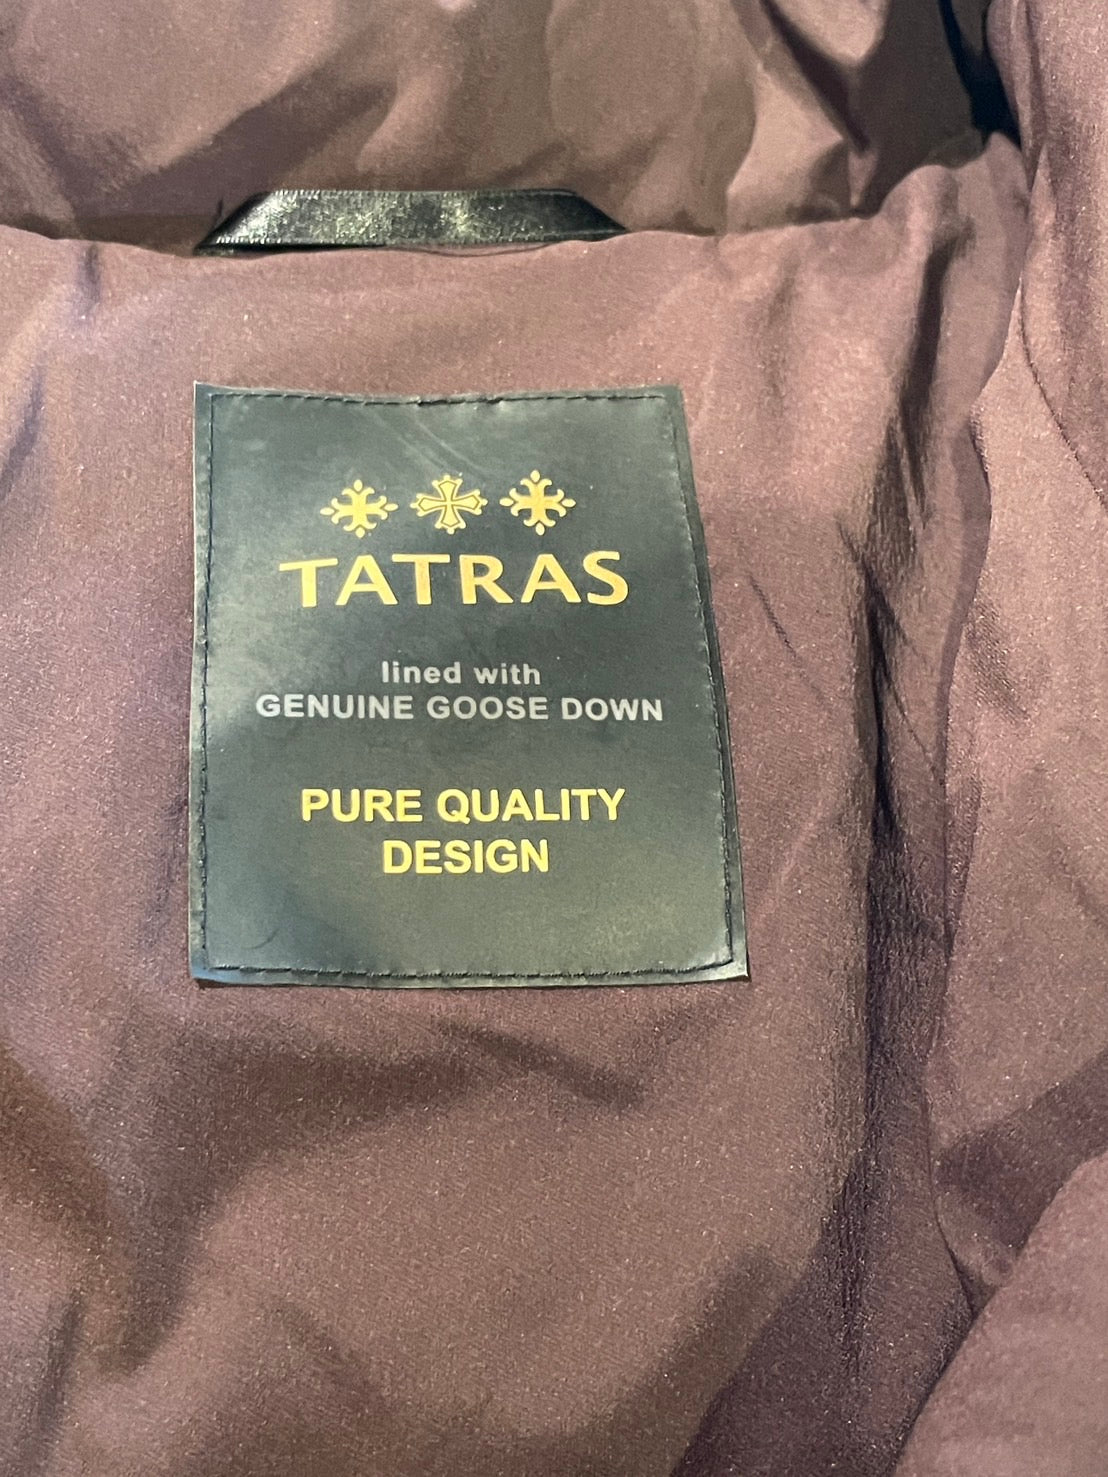 TATRAS
lined with
GENUINE GOOSE DOWN
PURE QUALITY
DESIGN